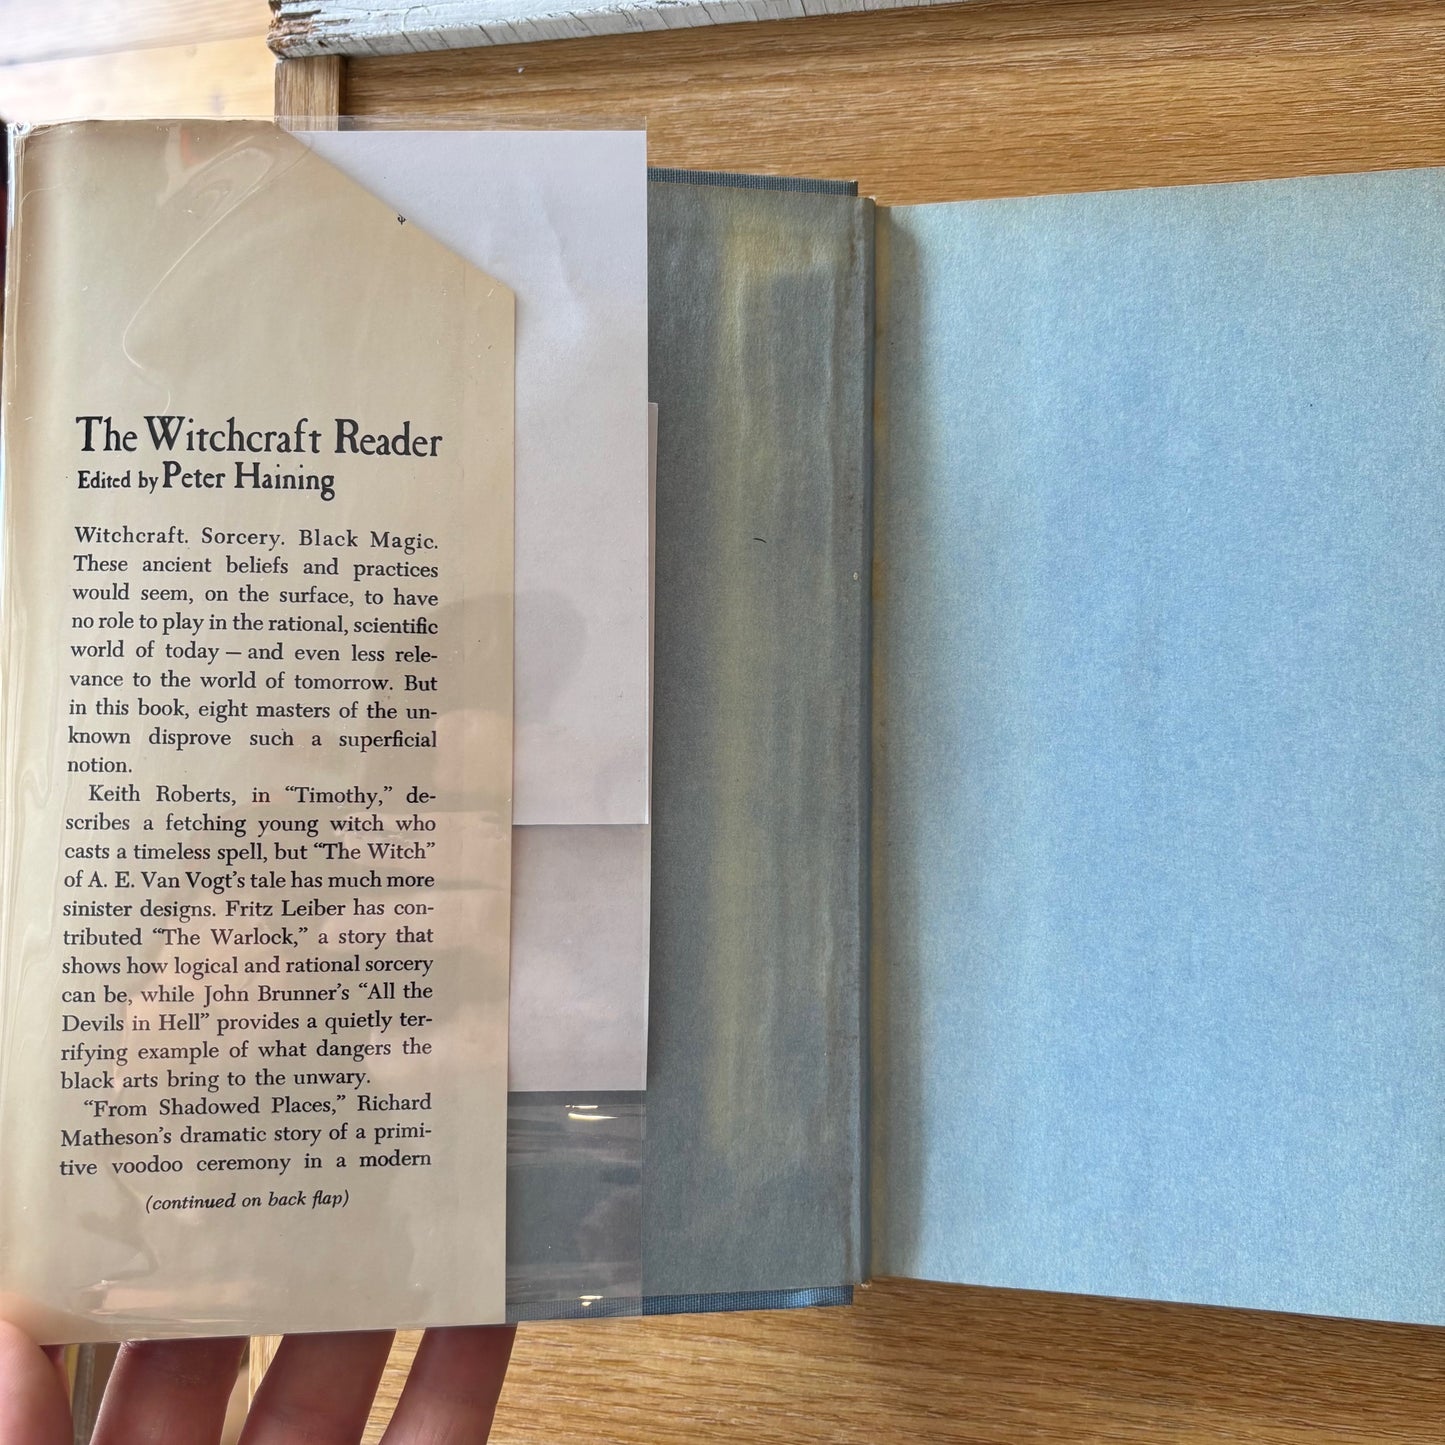 The Witchcraft Reader
Edited by Peter Haining
Witchcraft. Sorcery. Black Magic.
These ancient beliefs and practices
would seem, on the surface, to have
no role to play in the rational, scientific
world of today — and even less rele-
vance to the world of tomorrow. But
in this book, eight masters of the un-
known disprove such a superficial
notion.
Keith Roberts, in “Timothy,” de-
scribes a fetching young witch who
casts a timeless spell, but “The Witch”
of A. E. Van Vogt’s tale has much more
sinister designs. Fritz Leiber has con-
tributed “The Warlock,” a story that
shows how logical and rational sorcery
can be, while John Brunner’s “All the
Devils in Hell” provides a quietly ter-
rifying example of what dangers the
black arts bring to the unwary.
“From Shadowed Places,” Richard
Matheson’s dramatic story of a primi-
tive voodoo ceremony in a modern
(continued on back flap)